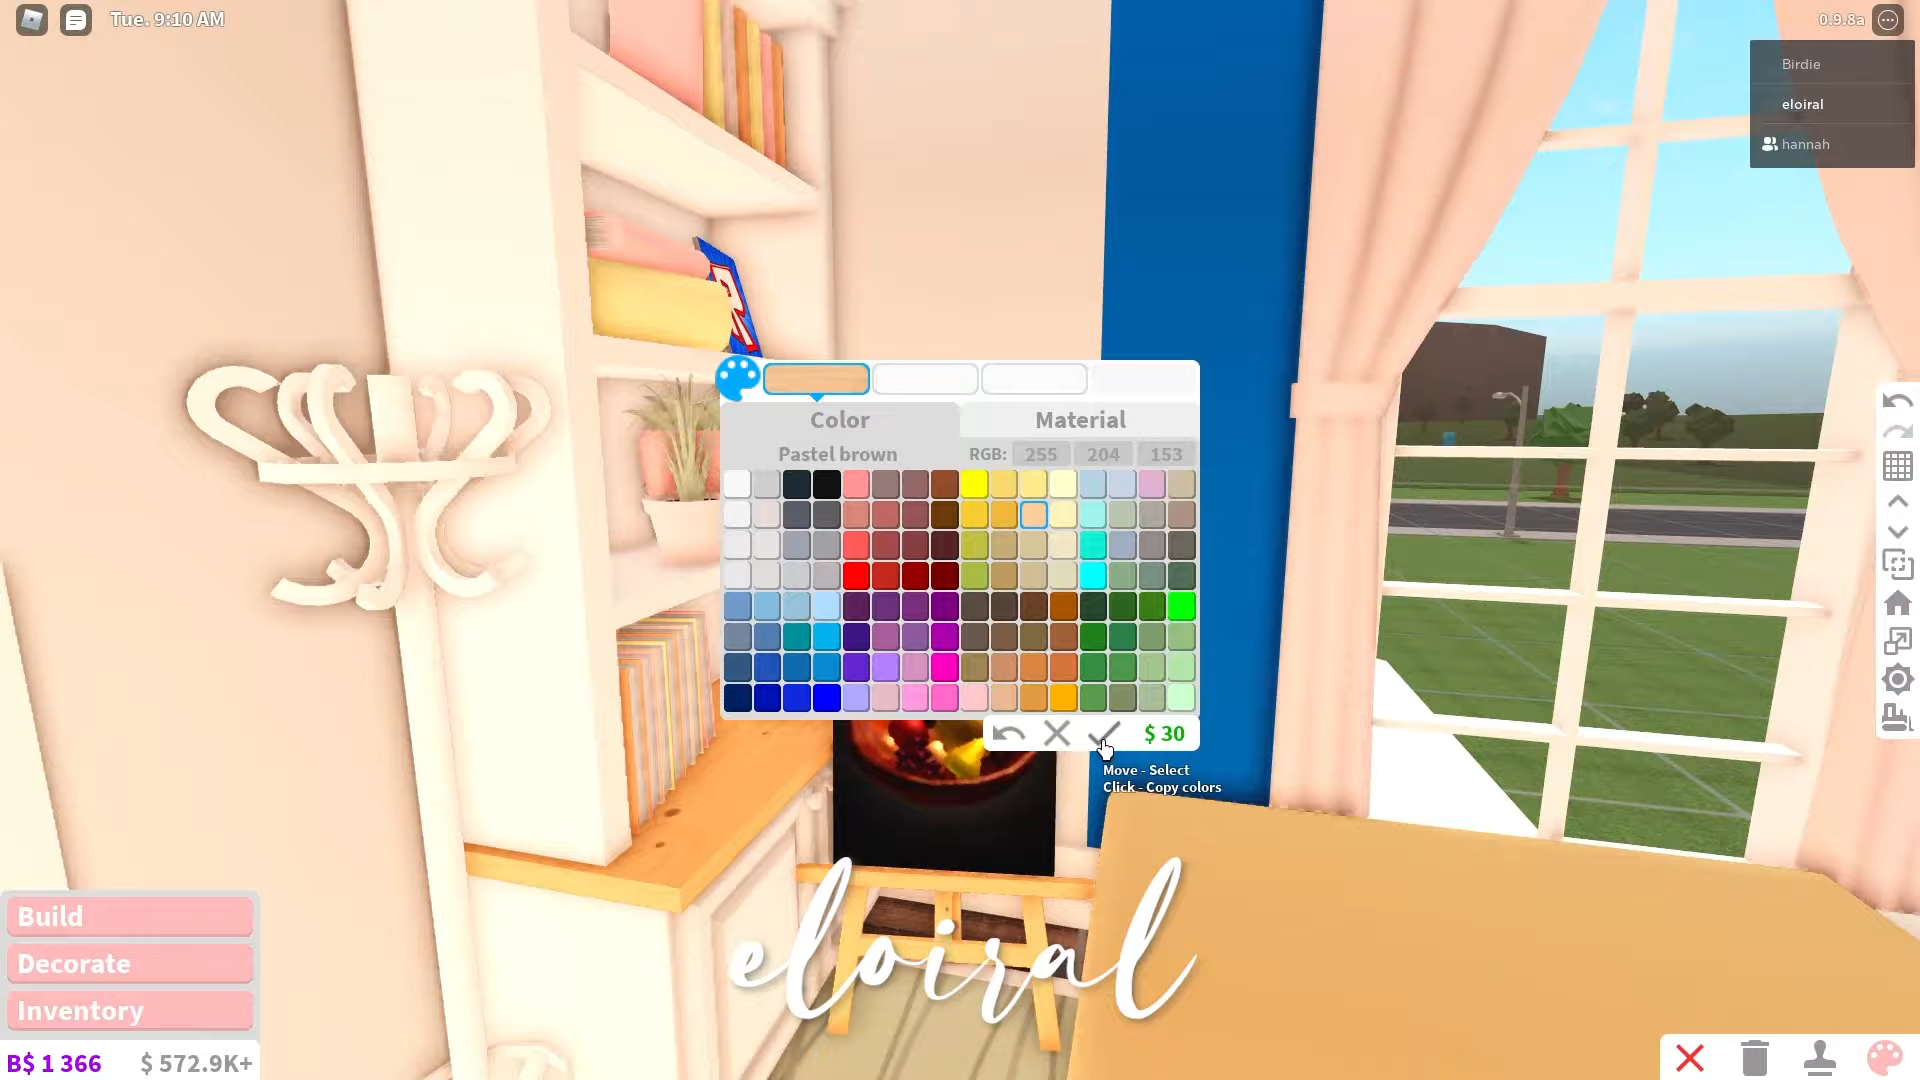 Tue. 9:10 AM
0.9.8a
Birdie
eloiral
hannah
Color
Material
Pastel brown
RGB: 255 204 153
$ 30
Move - Select
Click - Copy colors
eloiral
Build
Decorate
Inventory
B$ 1 366
$ 572.9K+